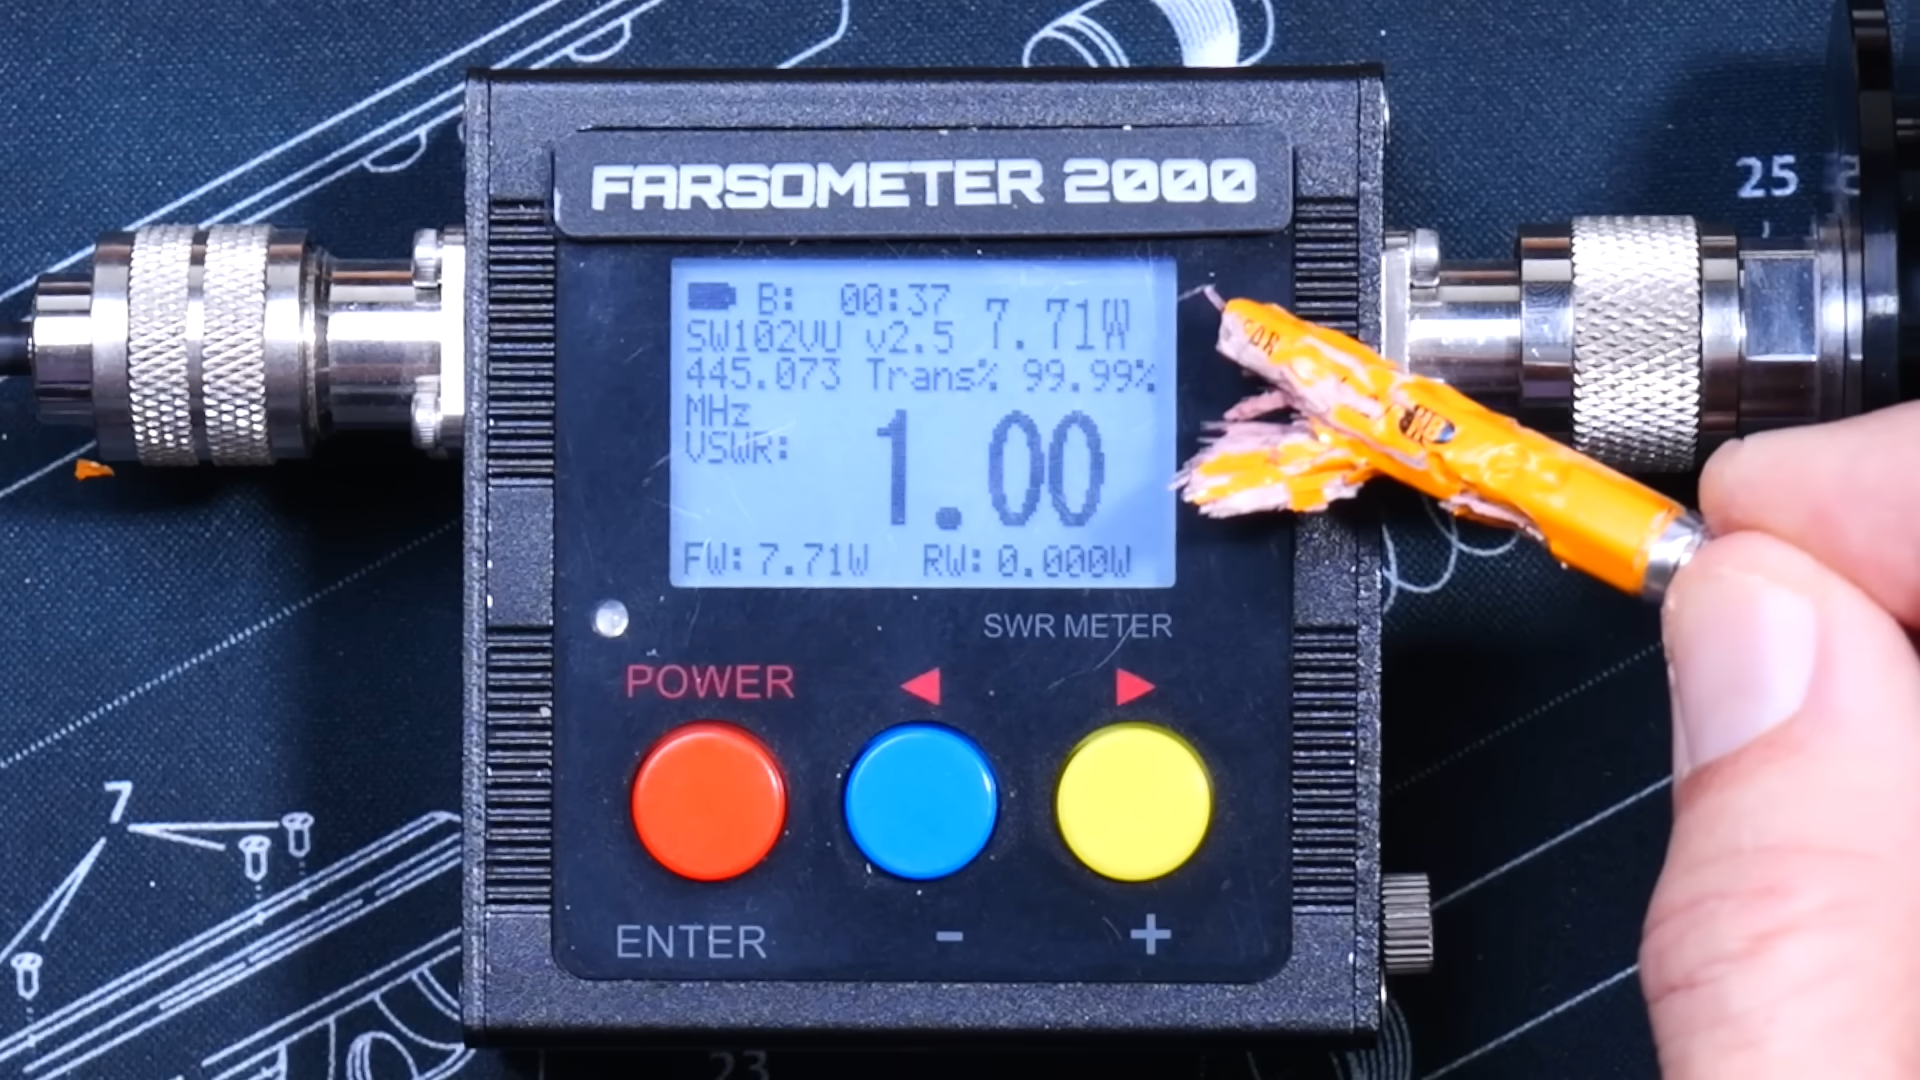 FARSOMETER 2000
B: 00:37 7.71W
SW102VU v2.5
445.073 Trans% 99.99%
MHz
VSWR: 1.00
FW: 7.71W RW: 0.000W
SWR METER
POWER
ENTER - +
25
7
23
HB